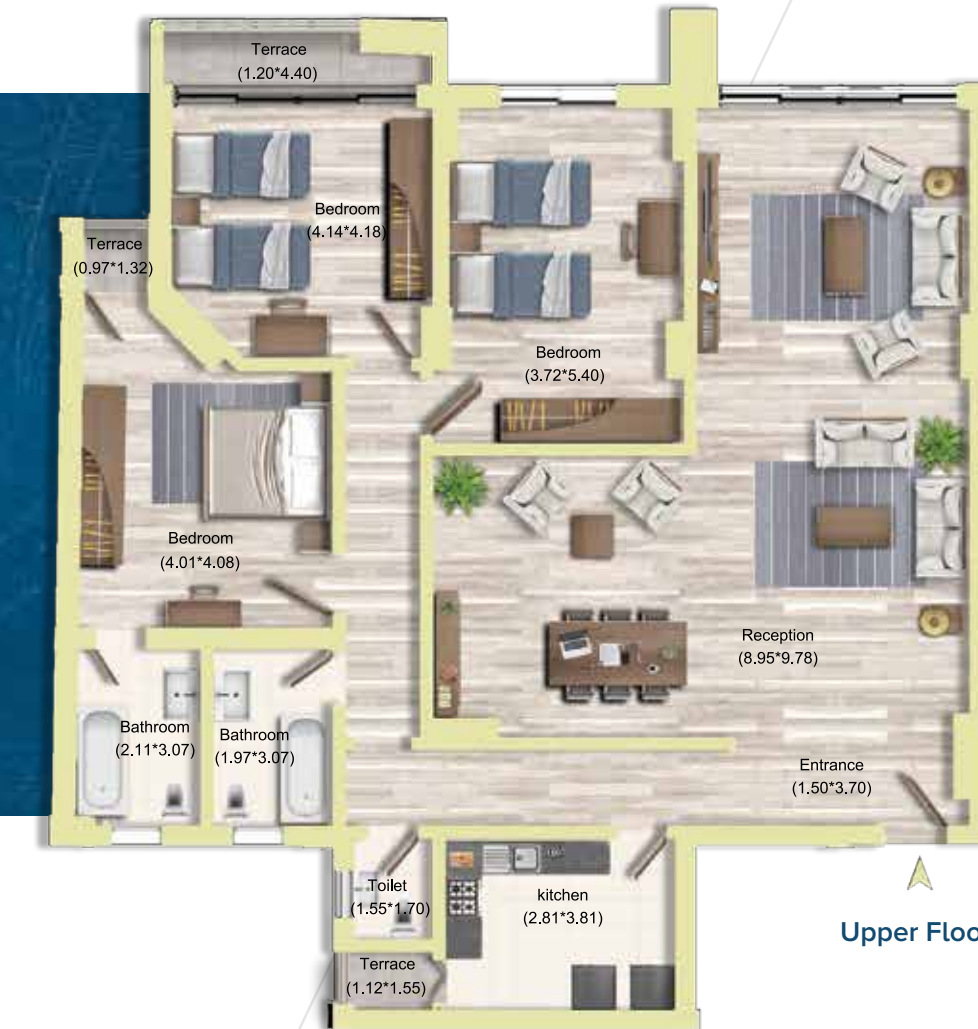 Terrace
(1.20*4.40)
Bedroom
(4.14*4.18)
Terrace
(0.97*1.32)
Bedroom
(3.72*5.40)
Bedroom
(4.01*4.08)
Reception
(8.95*9.78)
Bathroom
(2.11*3.07)
Bathroom
(1.97*3.07)
Entrance
(1.50*3.70)
Toilet
(1.55*1.70)
kitchen
(2.81*3.81)
Upper Floo
Terrace
(1.12*1.55)